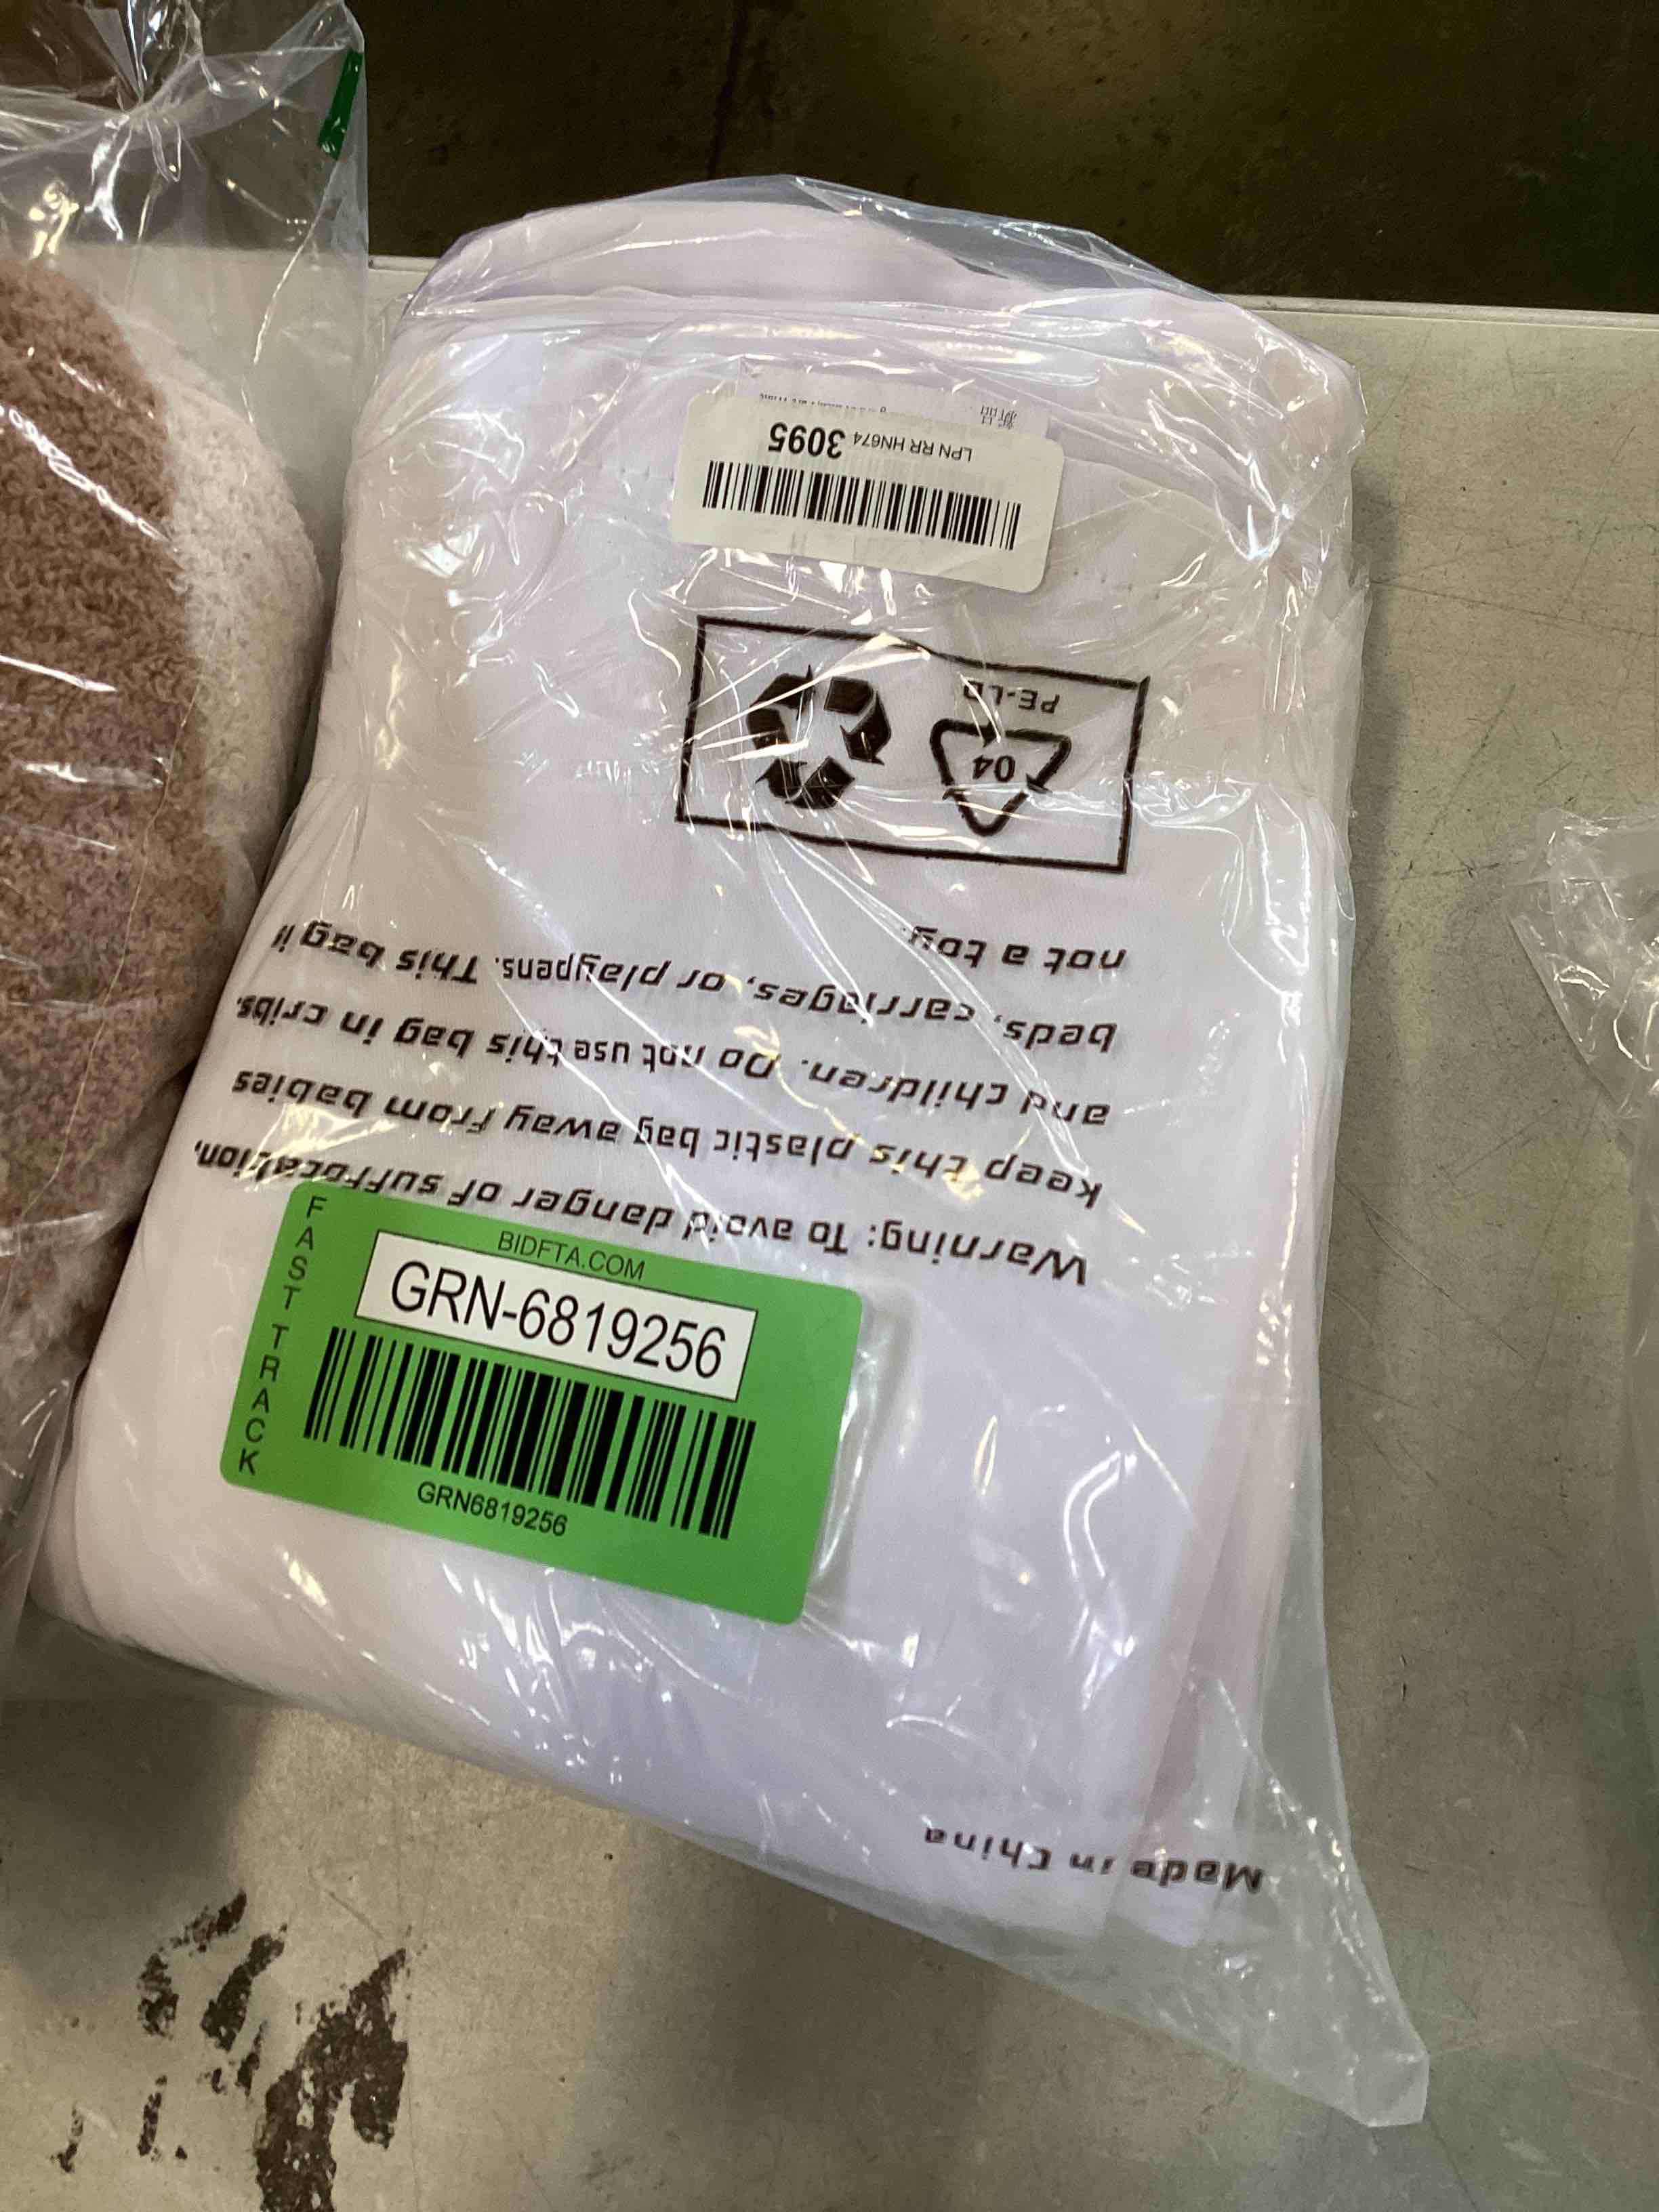 BIDFTA.COM
GRN-6819256
GRN6819256
FAST TRACK
LPN RR HN674 3095
新品
04
PE-LD
Warning: To avoid danger of suffocation,
keep this plastic bag away from babies
and children. Do not use this bag in cribs,
beds, carriages, or playpens. This bag is
not a toy.
Made in China